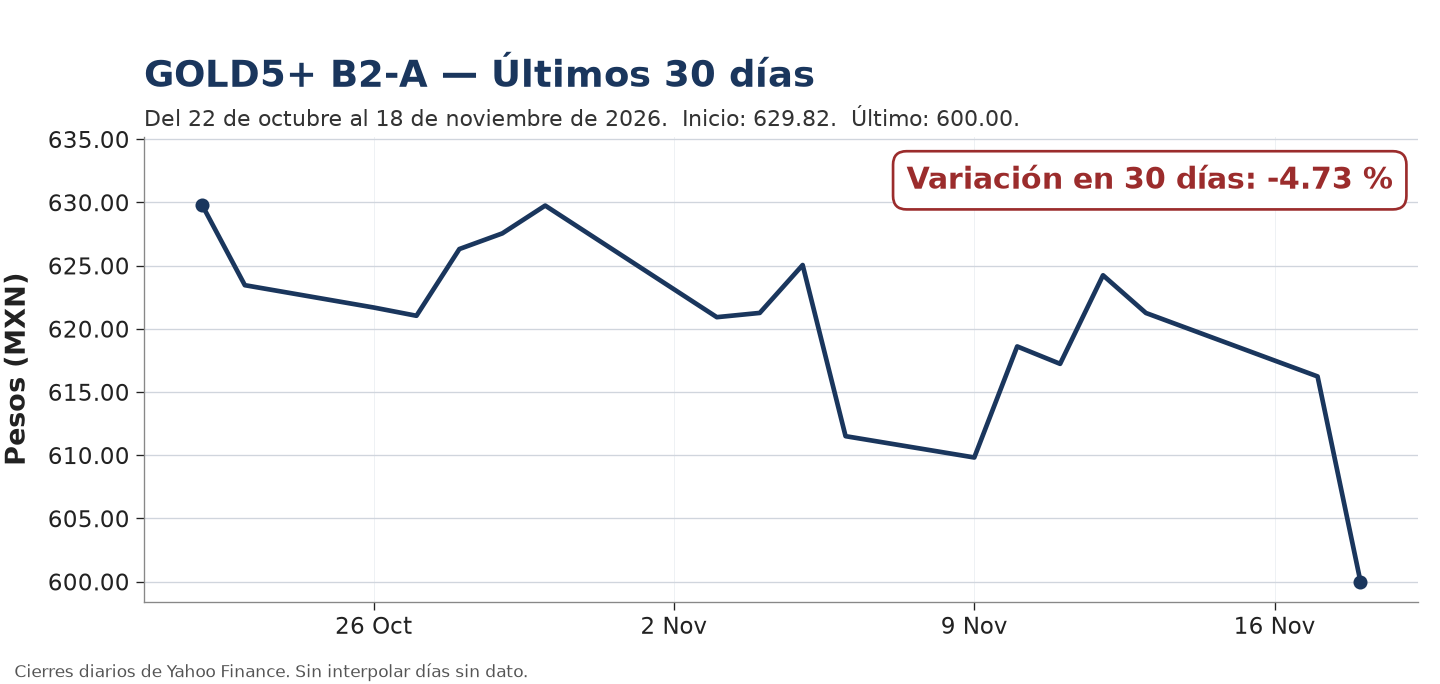 GOLD5+ B2-A — Últimos 30 días
Del 22 de octubre al 18 de noviembre de 2026.  Inicio: 629.82.  Último: 600.00.
Variación en 30 días: -4.73 %
Pesos (MXN)
635.00
630.00
625.00
620.00
615.00
610.00
605.00
600.00
26 Oct
2 Nov
9 Nov
16 Nov
Cierres diarios de Yahoo Finance. Sin interpolar días sin dato.